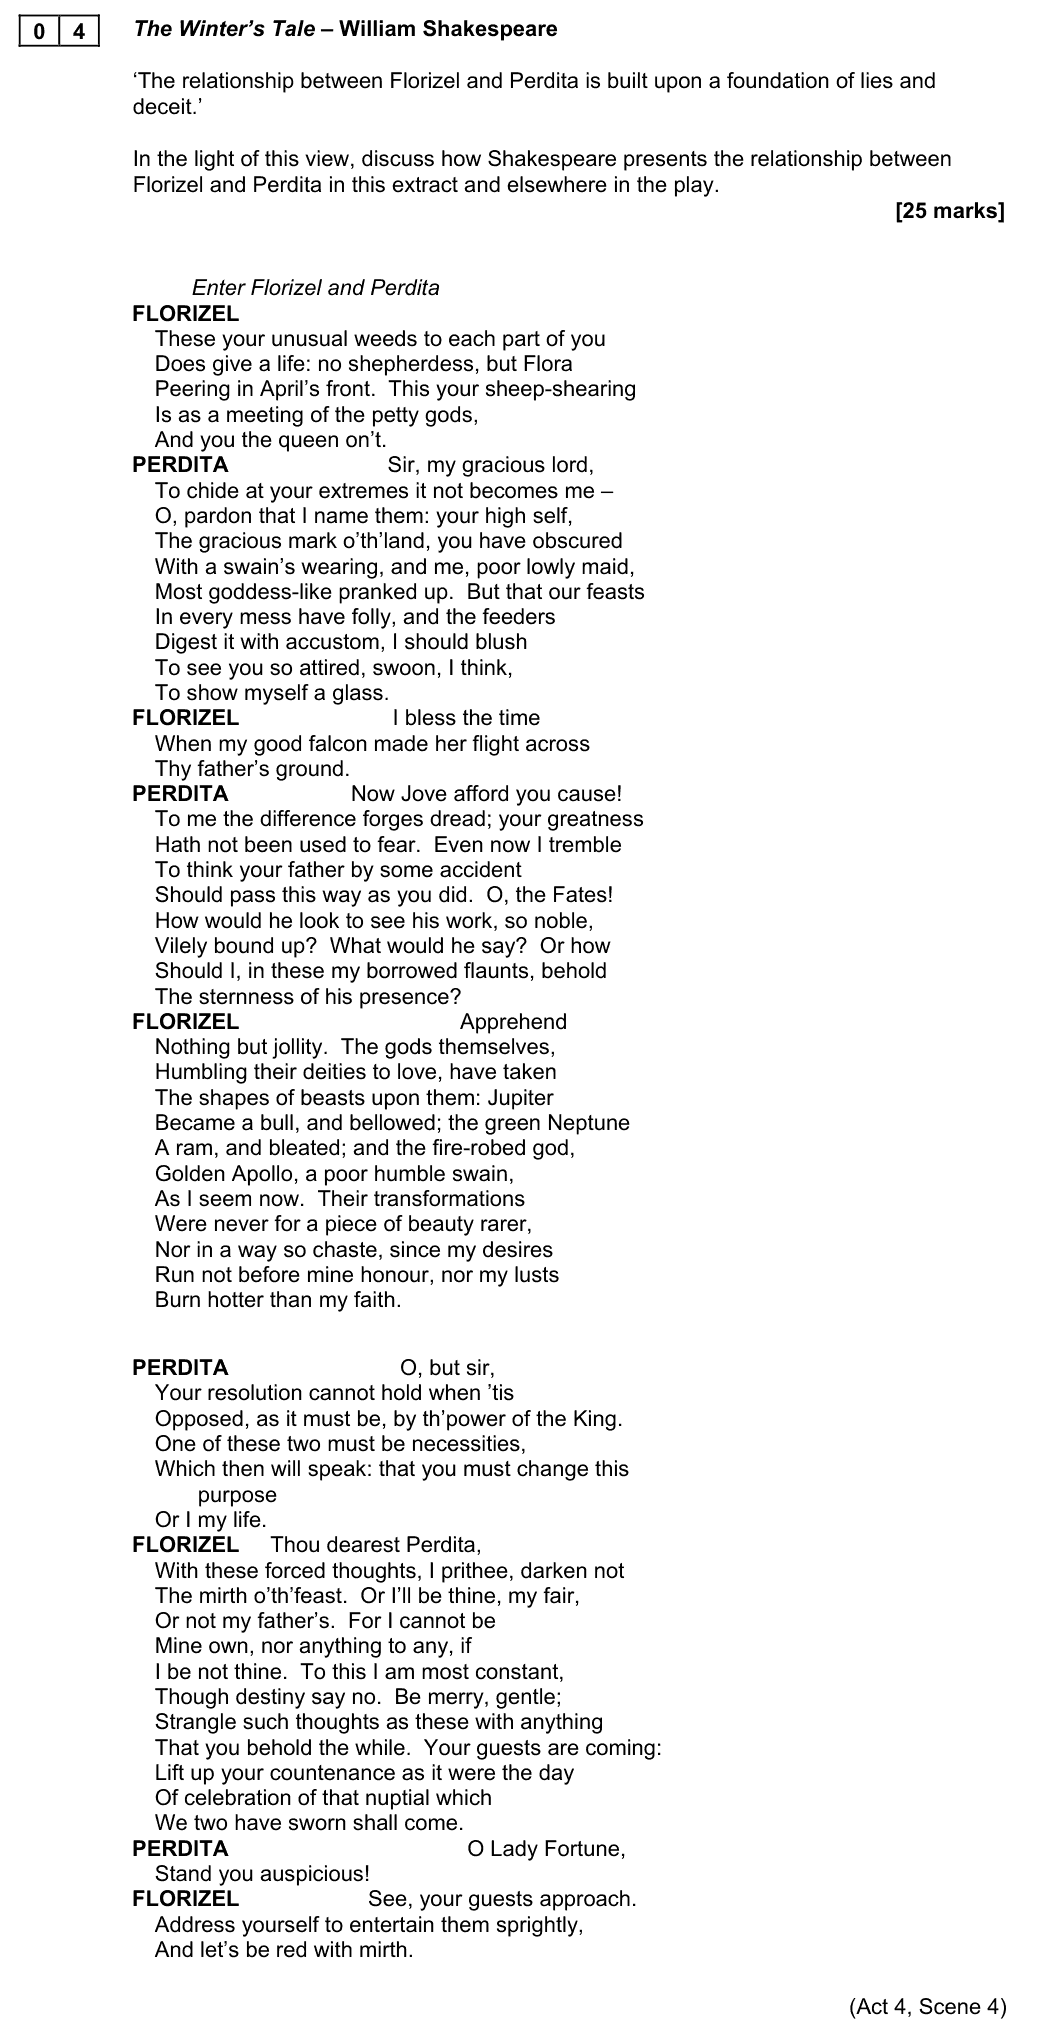 0 4 The Winter's Tale – William Shakespeare
‘The relationship between Florizel and Perdita is built upon a foundation of lies and
deceit.’
In the light of this view, discuss how Shakespeare presents the relationship between
Florizel and Perdita in this extract and elsewhere in the play.
[25 marks]
Enter Florizel and Perdita
FLORIZEL
These your unusual weeds to each part of you
Does give a life: no shepherdess, but Flora
Peering in April’s front. This your sheep-shearing
Is as a meeting of the petty gods,
And you the queen on’t.
PERDITA Sir, my gracious lord,
To chide at your extremes it not becomes me –
O, pardon that I name them: your high self,
The gracious mark o’th’land, you have obscured
With a swain’s wearing, and me, poor lowly maid,
Most goddess-like pranked up. But that our feasts
In every mess have folly, and the feeders
Digest it with accustom, I should blush
To see you so attired, swoon, I think,
To show myself a glass.
FLORIZEL I bless the time
When my good falcon made her flight across
Thy father’s ground.
PERDITA Now Jove afford you cause!
To me the difference forges dread; your greatness
Hath not been used to fear. Even now I tremble
To think your father by some accident
Should pass this way as you did. O, the Fates!
How would he look to see his work, so noble,
Vilely bound up? What would he say? Or how
Should I, in these my borrowed flaunts, behold
The sternness of his presence?
FLORIZEL Apprehend
Nothing but jollity. The gods themselves,
Humbling their deities to love, have taken
The shapes of beasts upon them: Jupiter
Became a bull, and bellowed; the green Neptune
A ram, and bleated; and the fire-robed god,
Golden Apollo, a poor humble swain,
As I seem now. Their transformations
Were never for a piece of beauty rarer,
Nor in a way so chaste, since my desires
Run not before mine honour, nor my lusts
Burn hotter than my faith.
PERDITA O, but sir,
Your resolution cannot hold when ’tis
Opposed, as it must be, by th’power of the King.
One of these two must be necessities,
Which then will speak: that you must change this
purpose
Or I my life.
FLORIZEL Thou dearest Perdita,
With these forced thoughts, I prithee, darken not
The mirth o’th’feast. Or I’ll be thine, my fair,
Or not my father’s. For I cannot be
Mine own, nor anything to any, if
I be not thine. To this I am most constant,
Though destiny say no. Be merry, gentle;
Strangle such thoughts as these with anything
That you behold the while. Your guests are coming:
Lift up your countenance as it were the day
Of celebration of that nuptial which
We two have sworn shall come.
PERDITA O Lady Fortune,
Stand you auspicious!
FLORIZEL See, your guests approach.
Address yourself to entertain them sprightly,
And let’s be red with mirth.
(Act 4, Scene 4)